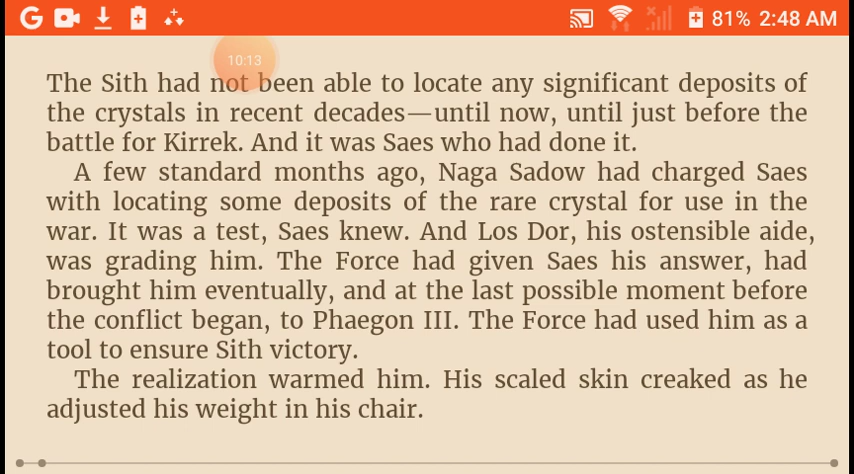 81% 2:48 AM
10:13
The Sith had not been able to locate any significant deposits of
the crystals in recent decades—until now, until just before the
battle for Kirrek. And it was Saes who had done it.
A few standard months ago, Naga Sadow had charged Saes
with locating some deposits of the rare crystal for use in the
war. It was a test, Saes knew. And Los Dor, his ostensible aide,
was grading him. The Force had given Saes his answer, had
brought him eventually, and at the last possible moment before
the conflict began, to Phaegon III. The Force had used him as a
tool to ensure Sith victory.
The realization warmed him. His scaled skin creaked as he
adjusted his weight in his chair.